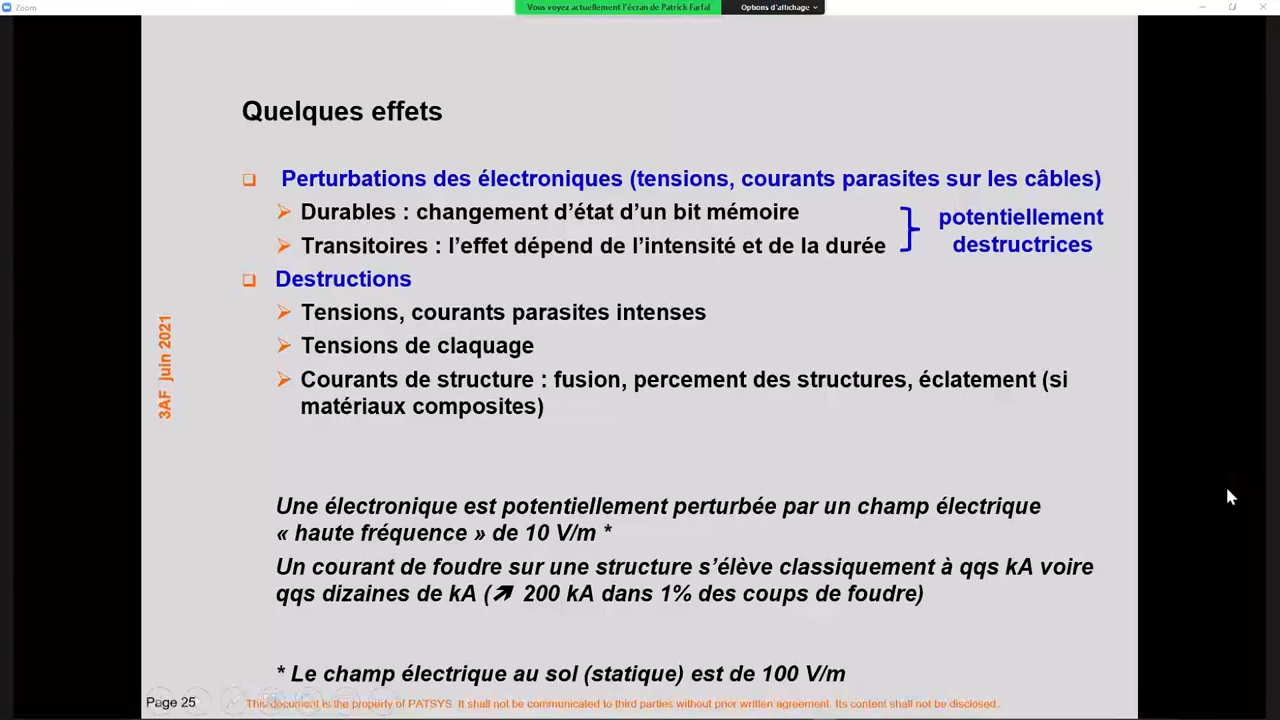 Zoom
Vous voyez actuellement l'écran de Patrick Farfal
Options d'affichage
Quelques effets
Perturbations des électroniques (tensions, courants parasites sur les câbles)
Durables : changement d’état d’un bit mémoire
Transitoires : l’effet dépend de l’intensité et de la durée
potentiellement
destructrices
Destructions
Tensions, courants parasites intenses
Tensions de claquage
Courants de structure : fusion, percement des structures, éclatement (si
matériaux composites)
3AF juin 2021
Une électronique est potentiellement perturbée par un champ électrique
« haute fréquence » de 10 V/m *
Un courant de foudre sur une structure s’élève classiquement à qqs kA voire
qqs dizaines de kA (↗ 200 kA dans 1% des coups de foudre)
* Le champ électrique au sol (statique) est de 100 V/m
Page 25
This document is the property of PATSYS. It shall not be communicated to third parties without prior written agreement. Its content shall not be disclosed.